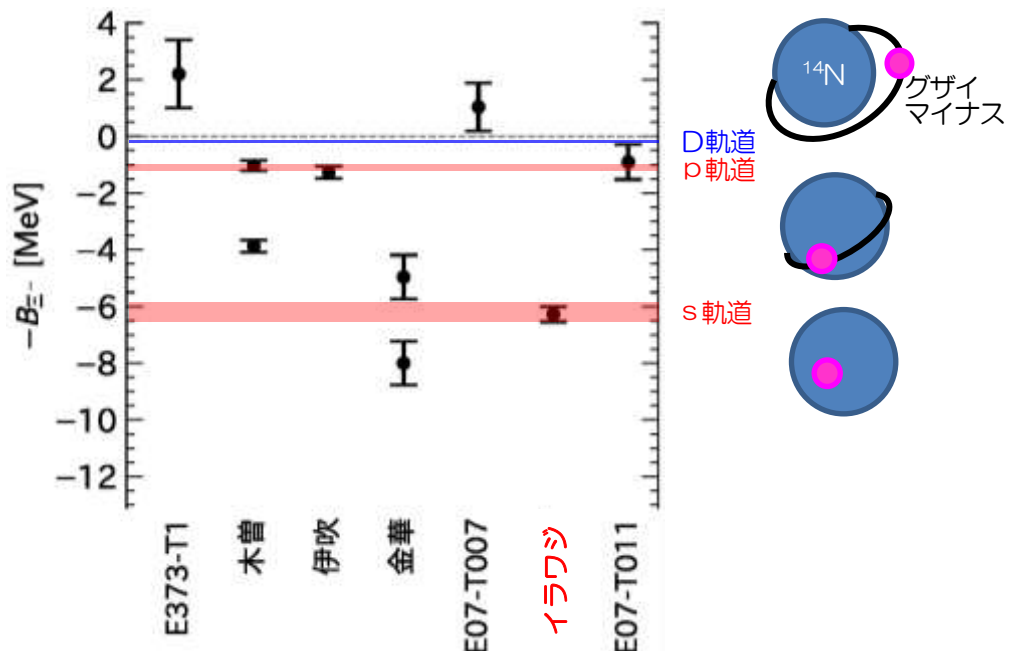 4
2
0
−2
−4
−6
−8
−10
−12
−BΞ⁻ [MeV]
E373-T1
木曽
伊吹
金華
E07-T007
イラワジ
E07-T011
D軌道
p軌道
s軌道
¹⁴N
グザイ
マイナス